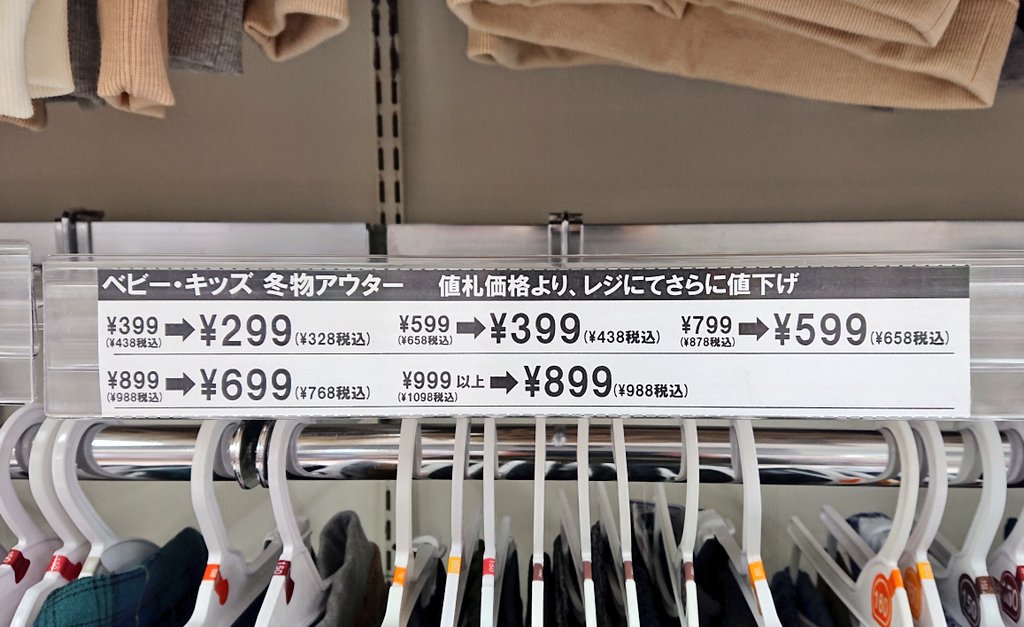 ベビー・キッズ 冬物アウター 値札価格より、レジにてさらに値下げ
¥399 ➡ ¥299 (¥328税込) ¥599 ➡ ¥399 (¥438税込) ¥799 ➡ ¥599 (¥658税込)
(¥438税込) (¥658税込) (¥878税込)
¥899 ➡ ¥699 (¥768税込) ¥999 以上 ➡ ¥899 (¥988税込)
(¥988税込) (¥1098税込)